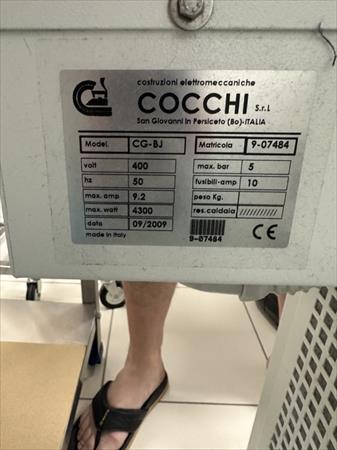 costruzioni elettromeccaniche
COCCHI S.r.l.
San Giovanni in Persiceto (Bo)-ITALIA
Model. CG-BJ Matricola 9-07484
volt 400 max. bar 5
hz 50 fusibili-amp 10
max. amp 9.2 peso Kg.
max. watt 4300 res.caldaia ///////////
data 09/2009
made in Italy 9-07484 CE